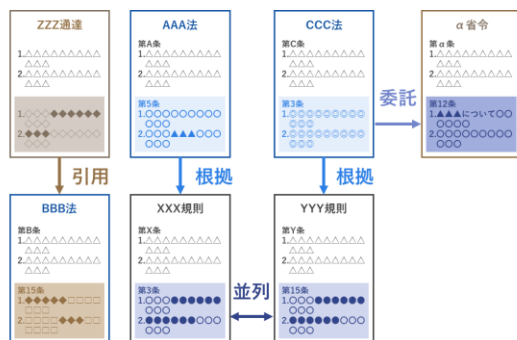 ZZZ通達
1.△△△△△△△△△
△△△
2.△△△△△△△△△
△△△
1.○○○◆◆◆◆◆◆
○○○
2.◆◆◆○○○○○○
○○○
AAA法
第A条
1.△△△△△△△△△
△△△
2.△△△△△△△△△
△△△
第5条
1.○○○○○○○○○
○○○
2.○○○▲▲▲○○○
○○○
CCC法
第C条
1.△△△△△△△△△
△△△
2.△△△△△△△△△
△△△
第3条
1.◎◎◎◎◎◎◎◎◎
◎◎◎
2.◎◎◎◎◎◎◎◎◎
◎◎◎
委託
α省令
第α条
1.△△△△△△△△△
△△△
2.△△△△△△△△△
△△△
第12条
1.▲▲▲について○○
○○○○
2.○○○○○○○○○
○○○
引用
根拠
根拠
BBB法
第B条
1.△△△△△△△△△
△△△
2.△△△△△△△△△
△△△
第15条
1.◆◆◆◆◆□□□□
□□□
2.□□□□◆◆◆□□
□□□□
XXX規則
第X条
1.△△△△△△△△△
△△△
2.△△△△△△△△△
△△△
第3条
1.○○○●●●●●●
○○○
2.●●●●●●○○○
○○○
並列
YYY規則
第Y条
1.△△△△△△△△△
△△△
2.△△△△△△△△△
△△△
第15条
1.○○○●●●●●●
○○○
2.●●●●●●○○○
○○○